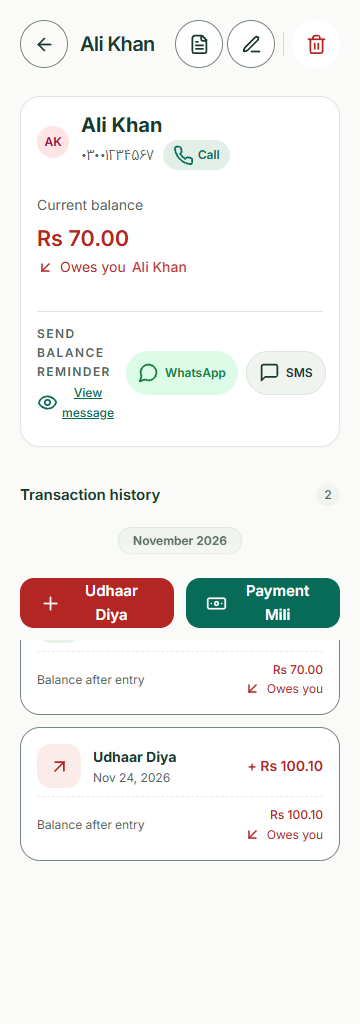 Ali Khan
AK
Ali Khan
۰۳۰۰۱۲۳۴۵۶۷
Call
Current balance
Rs 70.00
Owes you Ali Khan
SEND
BALANCE
REMINDER
View
message
WhatsApp
SMS
Transaction history
2
November 2026
Udhaar
Diya
Payment
Mili
Balance after entry
Rs 70.00
Owes you
Udhaar Diya
Nov 24, 2026
+ Rs 100.10
Balance after entry
Rs 100.10
Owes you